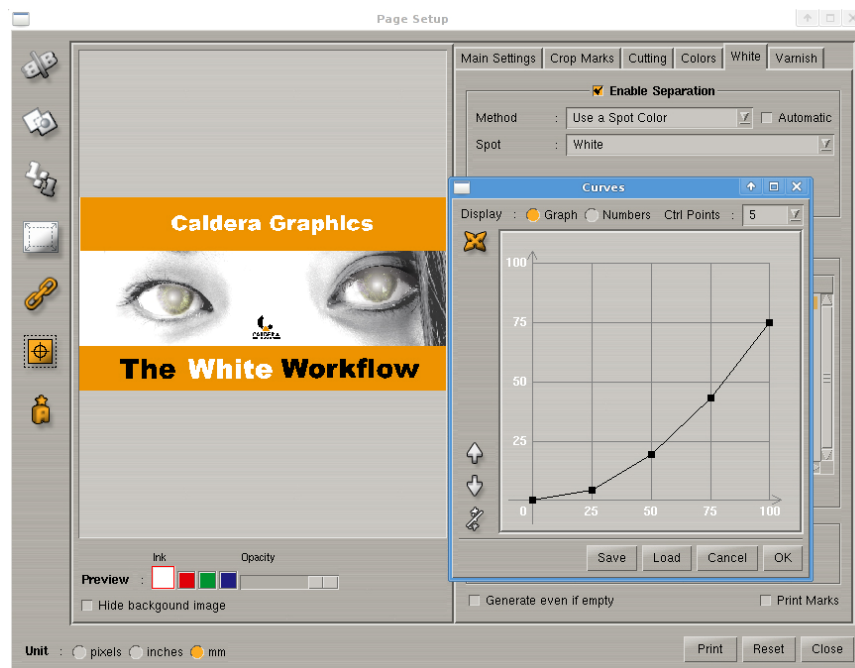 Page Setup
Main Settings
Crop Marks
Cutting
Colors
White
Varnish
Enable Separation
Method : Use a Spot Color
Automatic
Spot : White
Caldera Graphics
CALDERA
The White Workflow
Curves
Display : Graph Numbers Ctrl Points : 5
100
75
50
25
0 25 50 75 100
Save Load Cancel OK
Ink Opacity
Preview :
Hide backgound image
Generate even if empty
Print Marks
Unit : pixels inches mm
Print Reset Close